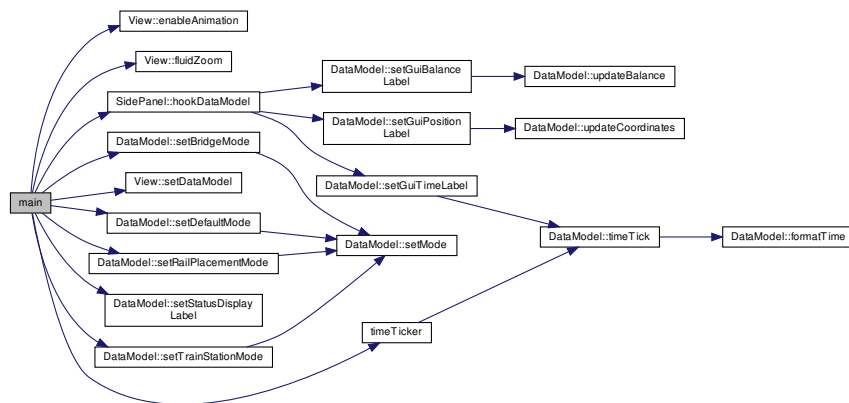 View::enableAnimation
View::fluidZoom
SidePanel::hookDataModel
DataModel::setGuiBalance
Label
DataModel::updateBalance
DataModel::setGuiPosition
Label
DataModel::updateCoordinates
DataModel::setBridgeMode
View::setDataModel
DataModel::setGuiTimeLabel
main
DataModel::setDefaultMode
DataModel::setMode
DataModel::timeTick
DataModel::formatTime
DataModel::setRailPlacementMode
DataModel::setStatusDisplay
Label
timeTicker
DataModel::setTrainStationMode